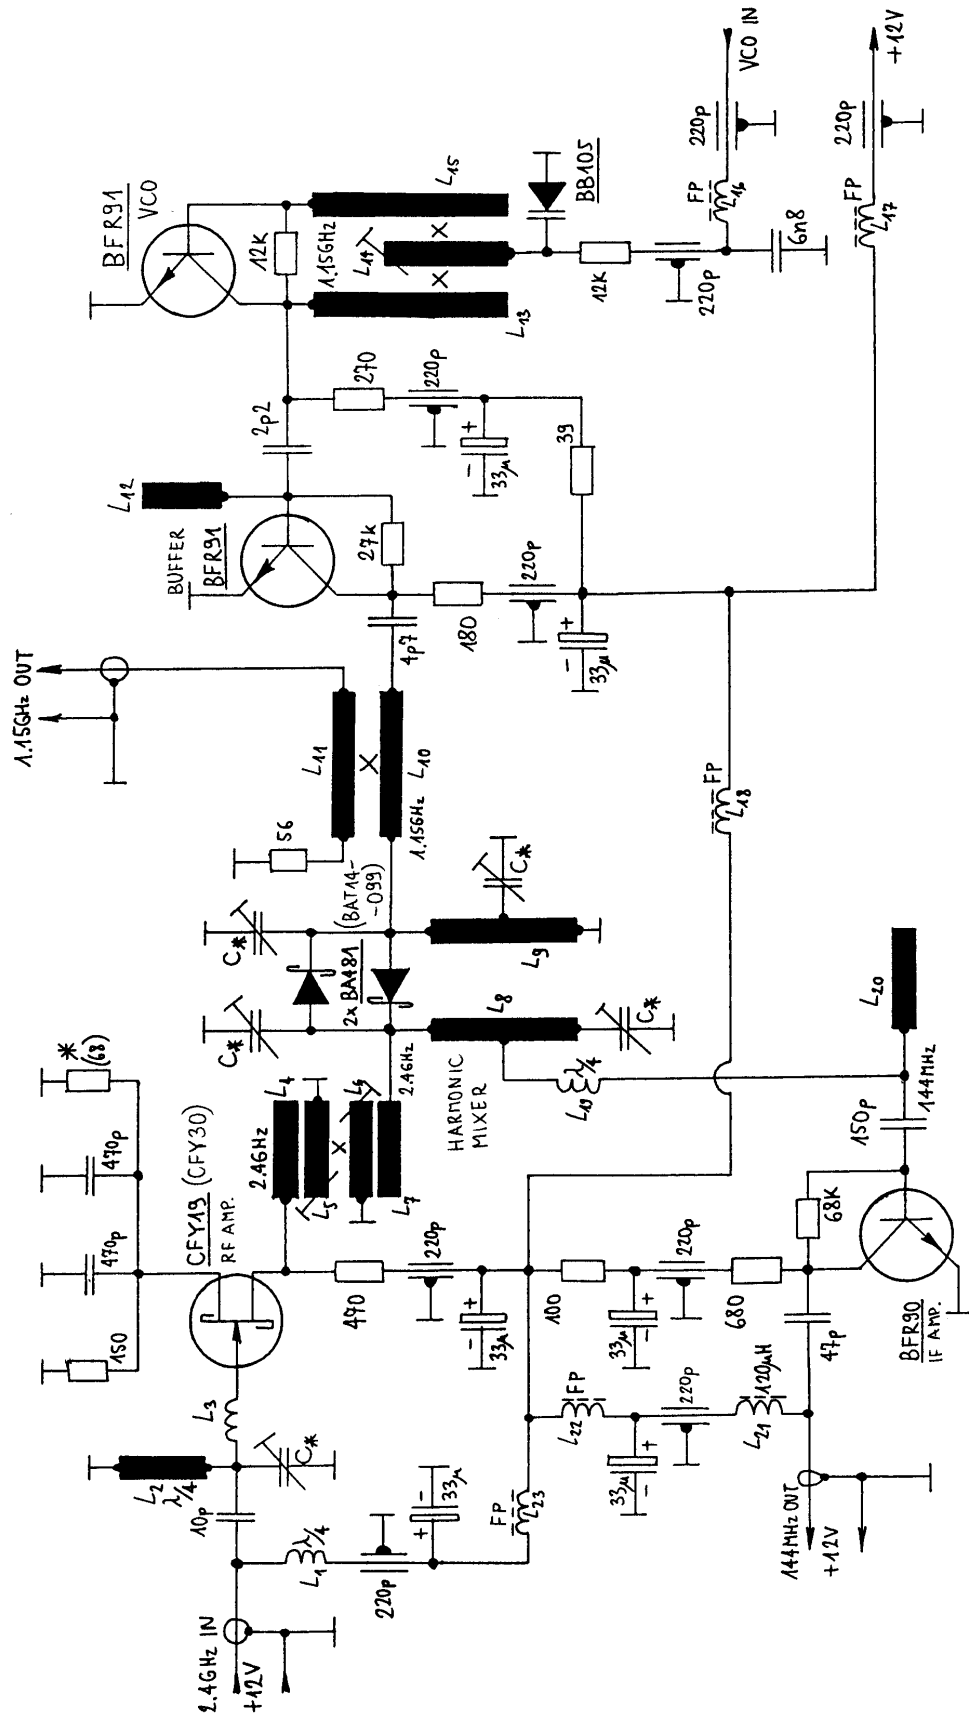 2.4GHz IN
+12V
10p
L1
λ/4
220p
33μ
+
-
L2
λ/4
C*
L3
150
470p
470p
*
(68)
CFY19 (CFY30)
RF AMP.
470
220p
33μ
+
-
FP
L23
L22
FP
33μ
+
-
220p
L21
120μH
144MHz OUT
+12V
47p
100
33μ
+
-
220p
680
68K
BFR90
IF AMP.
150p
144MHz
L20
2.4GHz
L4
L5
L6
L7
2.4GHz
HARMONIC
MIXER
L8
C*
L19
λ/4
C*
C*
2x BA481
(BAT14-
-099)
L9
C*
56
1.15GHz
L10
L11
1.15GHz OUT
4p7
BUFFER
BFR91
L12
27k
180
220p
33μ
+
-
L18
FP
2p2
270
220p
33μ
+
-
39
BFR91
VCO
12K
1.15GHz
L13
L14
L15
BB105
12K
220p
6n8
FP
L16
220p
VCO IN
FP
L17
220p
+12V